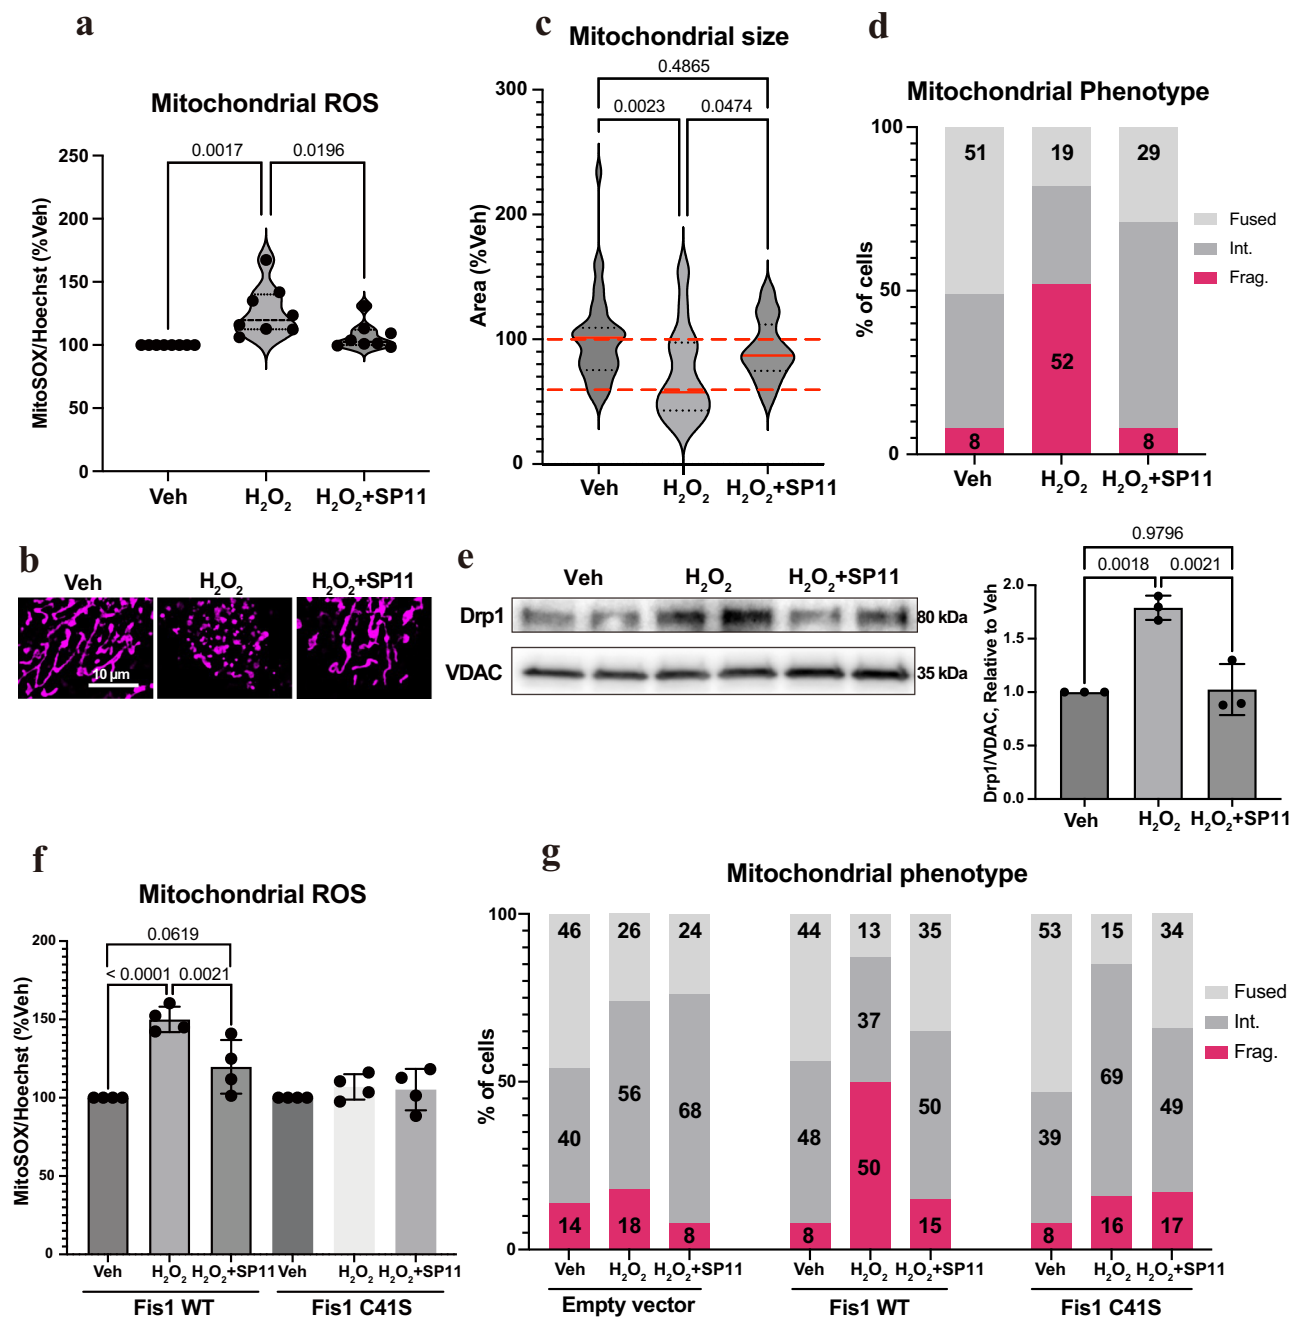 a
Mitochondrial ROS
0.0017
0.0196
MitoSOX/Hoechst (%Veh)
250
200
150
100
50
0
Veh
H₂O₂
H₂O₂+SP11
b
Veh
H₂O₂
H₂O₂+SP11
10 µm
c
Mitochondrial size
0.4865
0.0023
0.0474
Area (%Veh)
300
200
100
0
Veh
H₂O₂
H₂O₂+SP11
d
Mitochondrial Phenotype
% of cells
100
50
0
51
19
29
52
8
8
Fused
Int.
Frag.
Veh
H₂O₂
H₂O₂+SP11
e
Veh
H₂O₂
H₂O₂+SP11
Drp1
80 kDa
VDAC
35 kDa
0.9796
0.0018
0.0021
Drp1/VDAC, Relative to Veh
2.0
1.5
1.0
0.5
0.0
Veh
H₂O₂
H₂O₂+SP11
f
Mitochondrial ROS
0.0619
< 0.0001
0.0021
MitoSOX/Hoechst (%Veh)
200
150
100
50
0
Veh
H₂O₂
H₂O₂+SP11
Veh
H₂O₂
H₂O₂+SP11
Fis1 WT
Fis1 C41S
g
Mitochondrial phenotype
% of cells
100
50
0
46
26
24
44
13
35
53
15
34
40
56
68
48
37
50
39
69
49
14
18
8
8
50
15
8
16
17
Fused
Int.
Frag.
Veh
H₂O₂
H₂O₂+SP11
Veh
H₂O₂
H₂O₂+SP11
Veh
H₂O₂
H₂O₂+SP11
Empty vector
Fis1 WT
Fis1 C41S